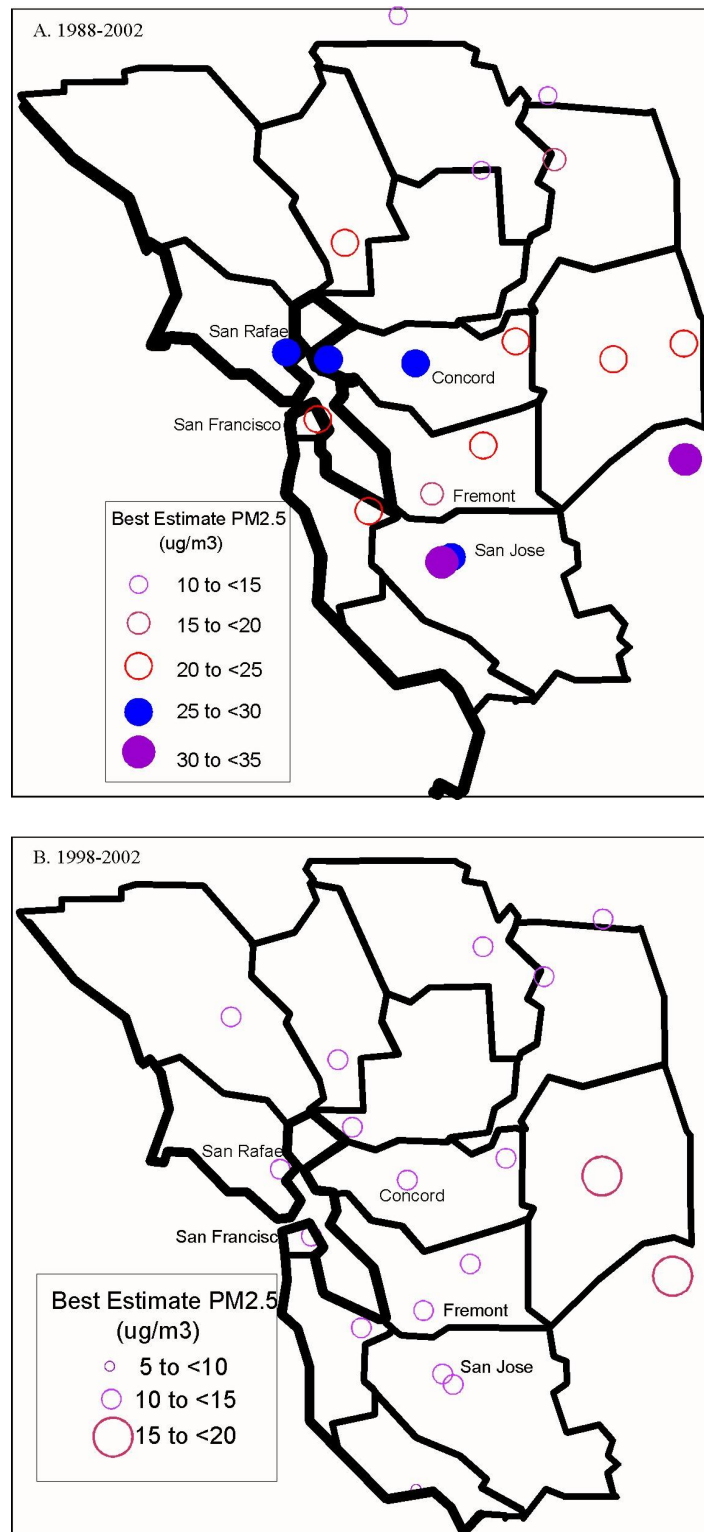 A. 1988-2002
San Rafae
Concord
San Francisco
Fremont
San Jose
Best Estimate PM2.5
(ug/m3)
10 to <15
15 to <20
20 to <25
25 to <30
30 to <35
B. 1998-2002
San Rafae
Concord
San Francisc
Fremont
San Jose
Best Estimate PM2.5
(ug/m3)
5 to <10
10 to <15
15 to <20